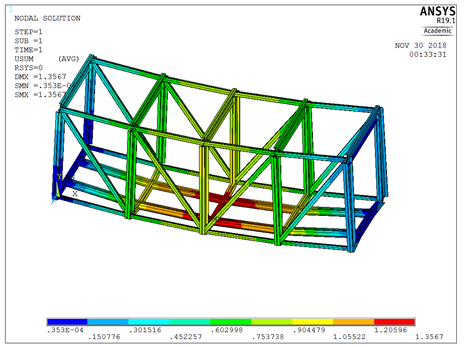 1
NODAL SOLUTION
STEP=1
SUB =1
TIME=1
USUM (AVG)
RSYS=0
DMX =1.3567
SMN =.353E-0
SMX =1.3567
ANSYS
R19.1
Academic
NOV 30 2018
00:33:31
Y
X
.353E-04 .301516 .602998 .904479 1.20596
.150776 .452257 .753738 1.05522 1.3567